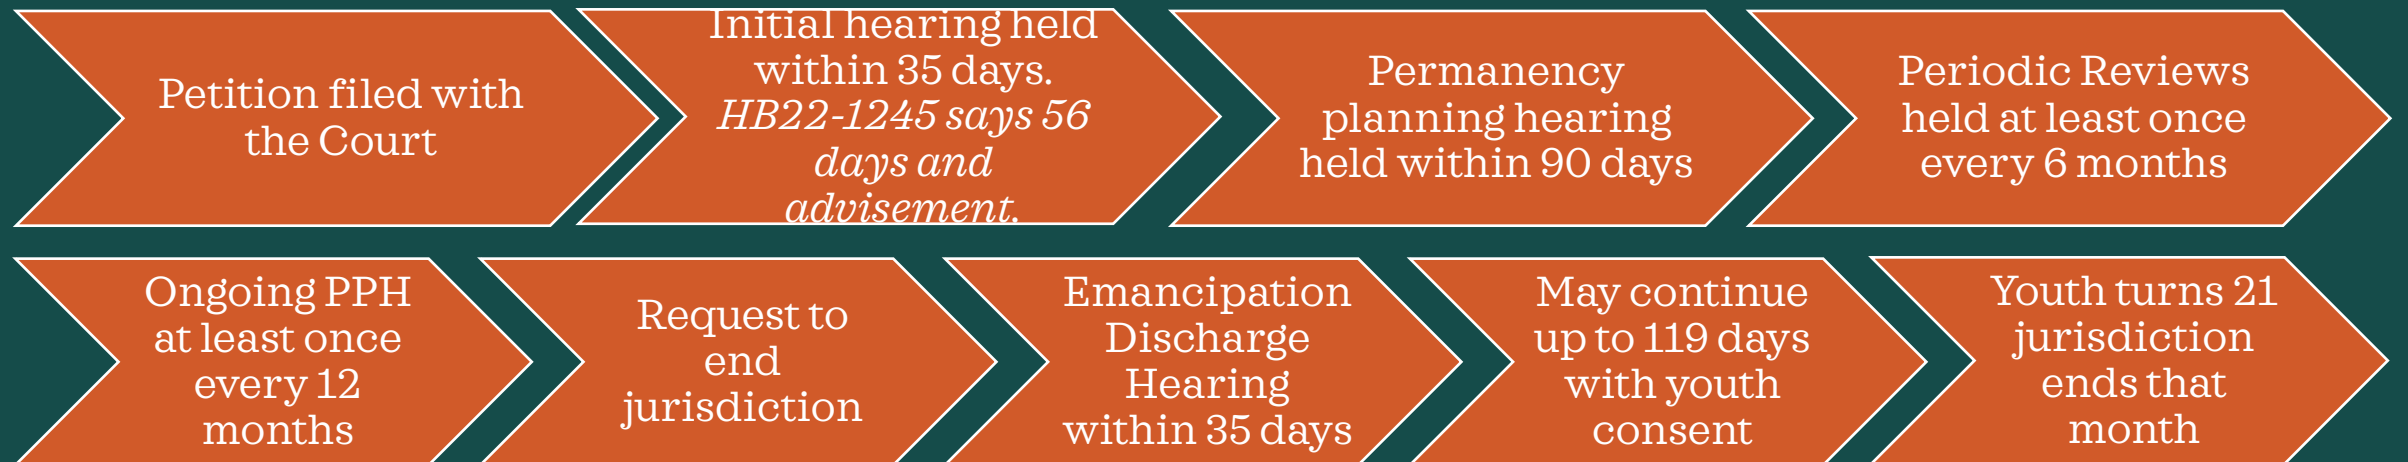 Petition filed with
the Court
Initial hearing held
within 35 days.
HB22-1245 says 56
days and
advisement.
Permanency
planning hearing
held within 90 days
Periodic Reviews
held at least once
every 6 months
Ongoing PPH
at least once
every 12
months
Request to
end
jurisdiction
Emancipation
Discharge
Hearing
within 35 days
May continue
up to 119 days
with youth
consent
Youth turns 21
jurisdiction
ends that
month